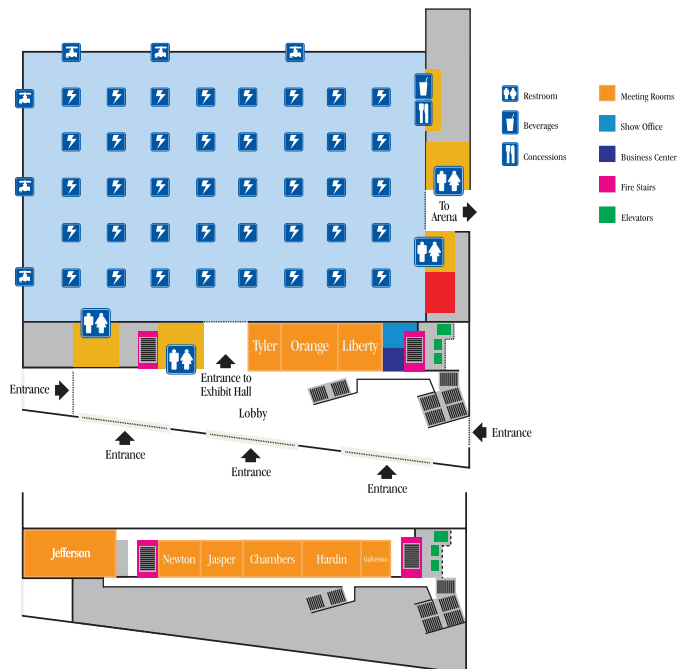 Restroom
Beverages
Concessions
Meeting Rooms
Show Office
Business Center
Fire Stairs
Elevators
To
Arena
Tyler
Orange
Liberty
Entrance to
Exhibit Hall
Entrance
Lobby
Entrance
Entrance
Entrance
Entrance
Jefferson
Newton
Jasper
Chambers
Hardin
Galveston